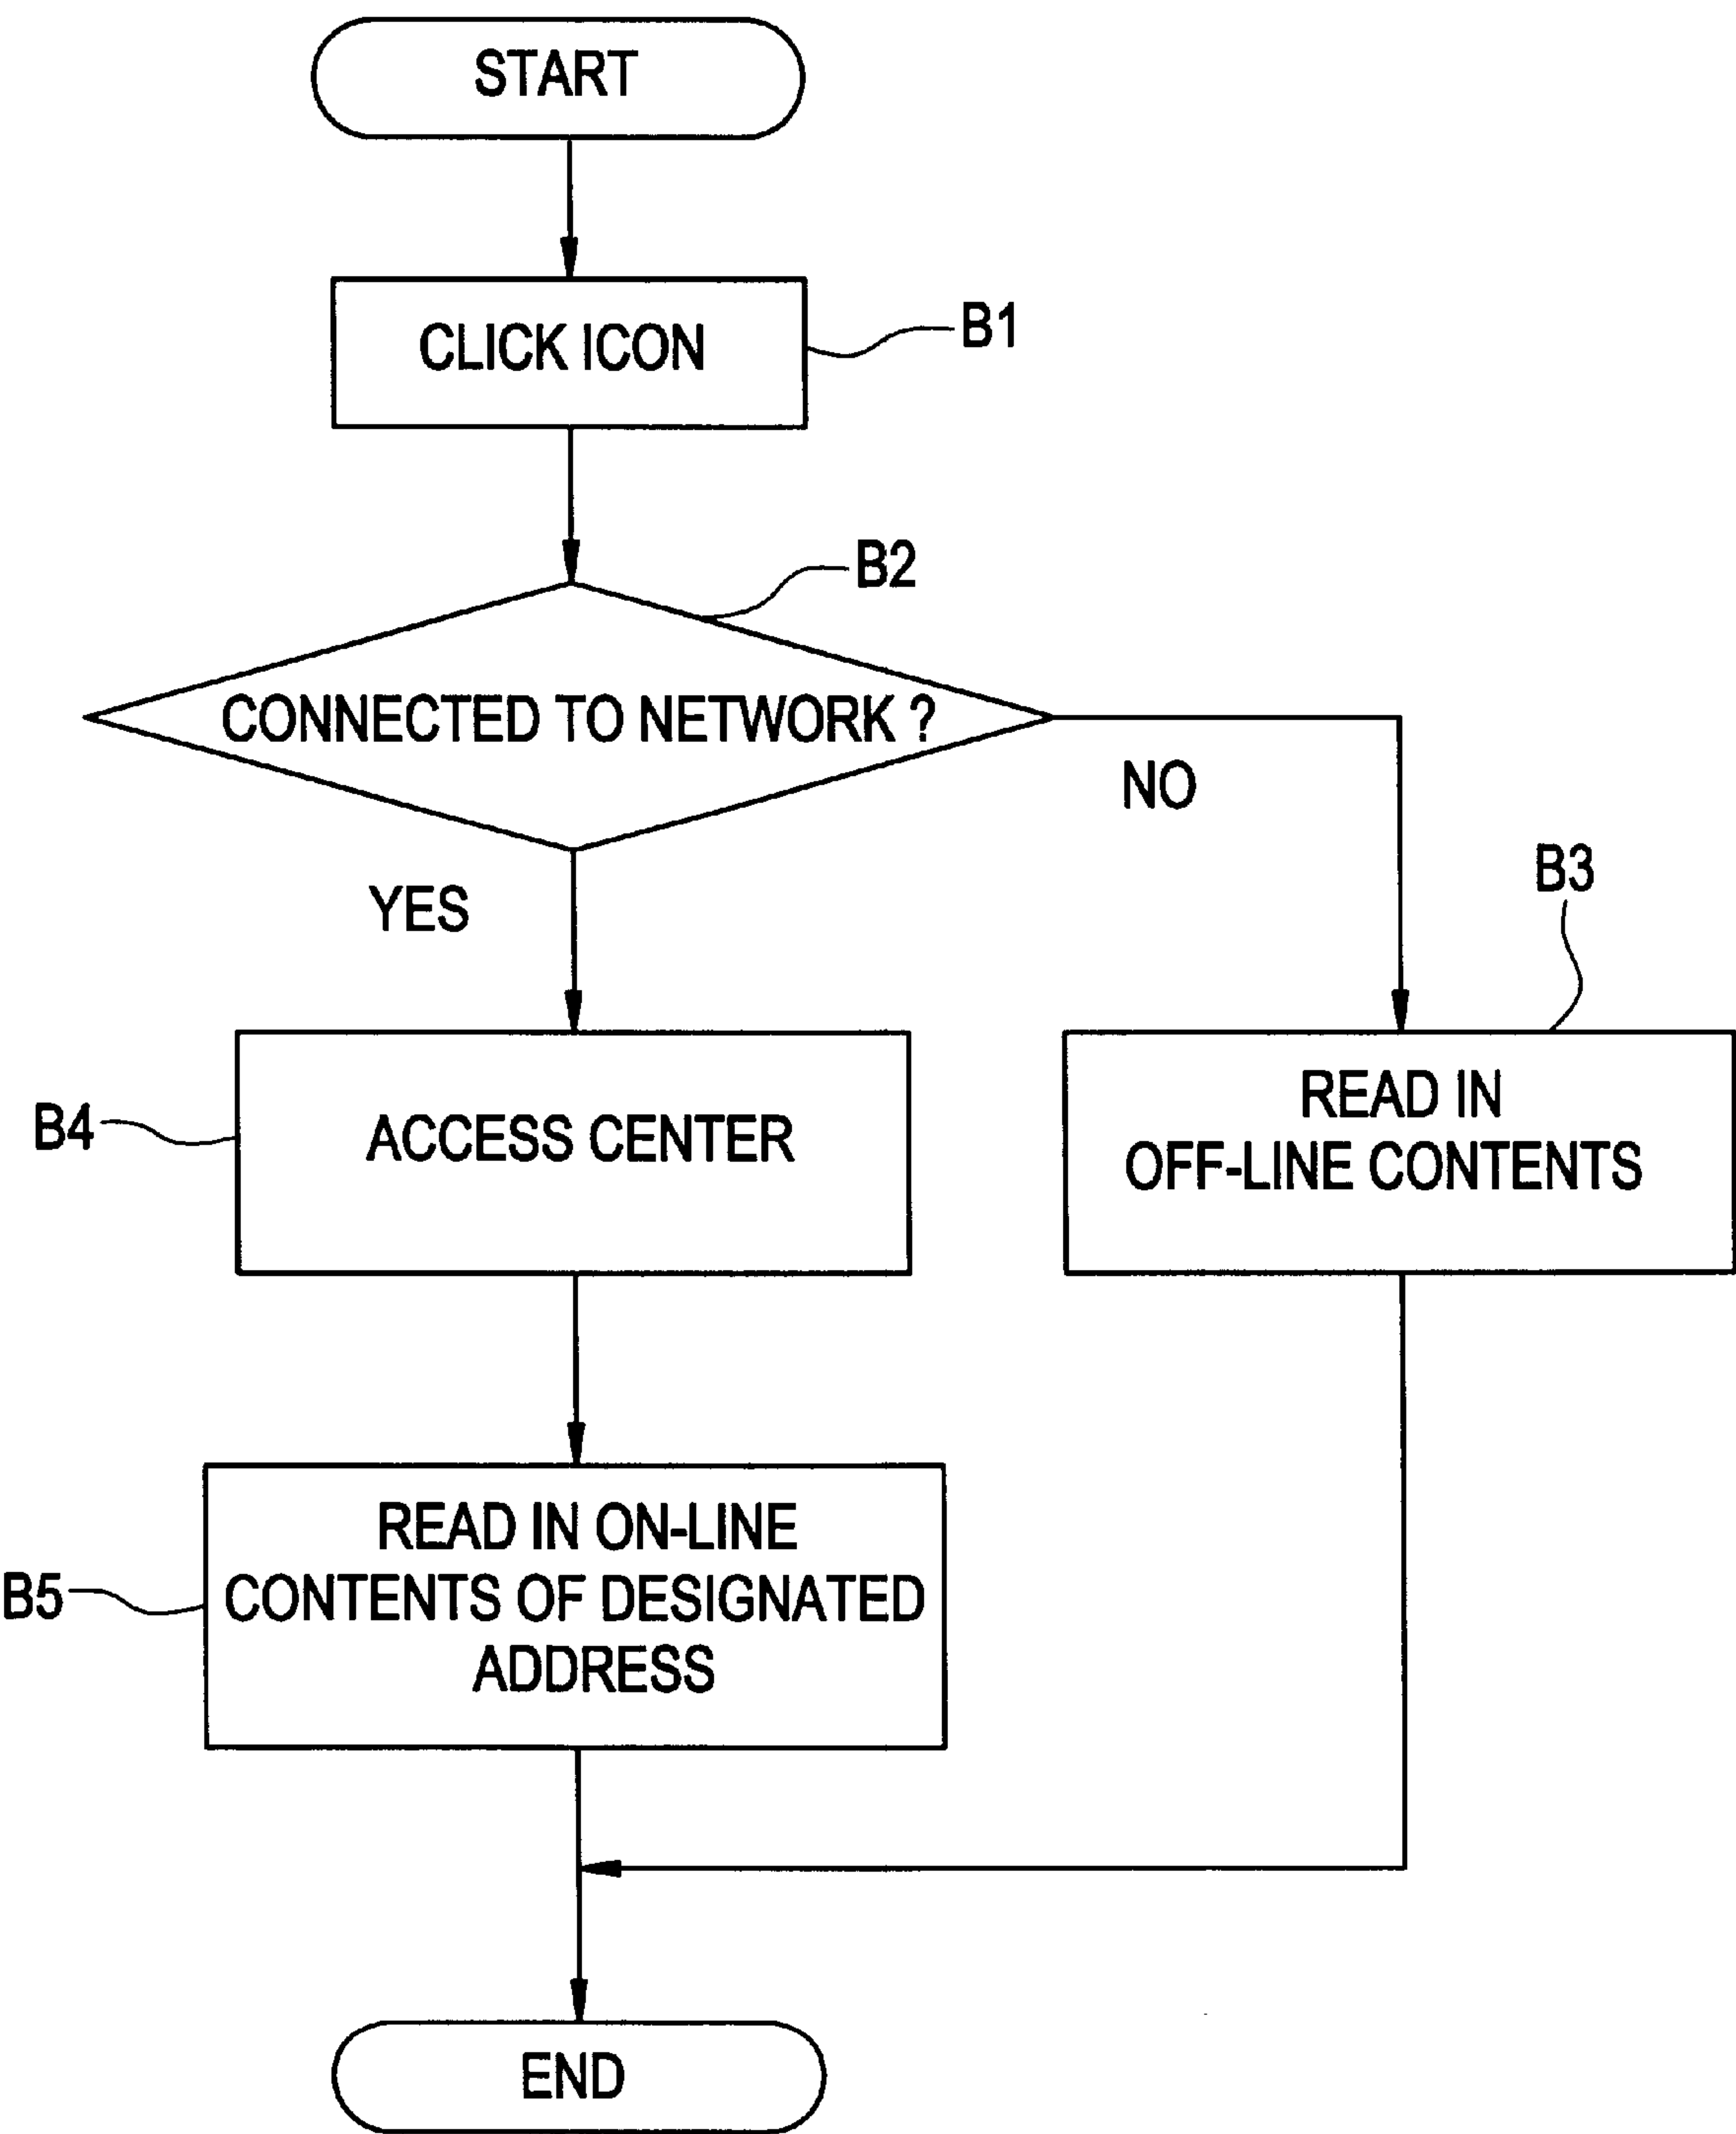 START
CLICK ICON
B1
B2
CONNECTED TO NETWORK ?
NO
YES
B3
B4
ACCESS CENTER
READ IN
OFF-LINE CONTENTS
B5
READ IN ON-LINE
CONTENTS OF DESIGNATED
ADDRESS
END